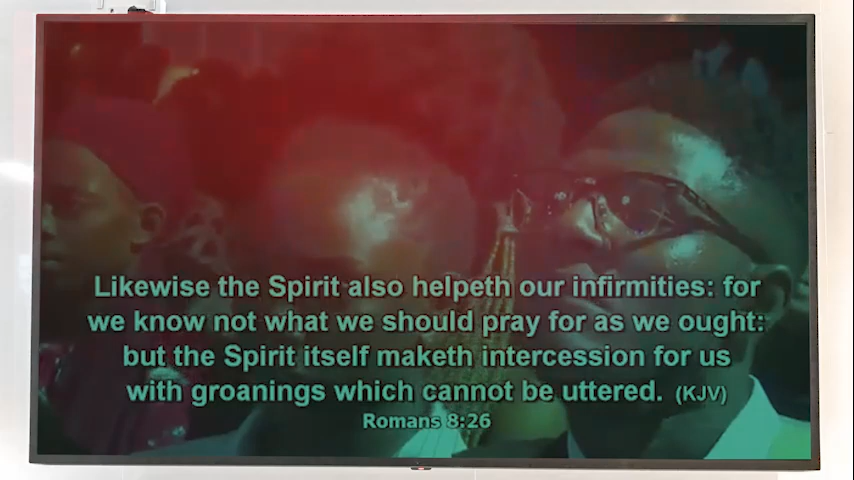 Likewise the Spirit also helpeth our infirmities: for
we know not what we should pray for as we ought:
but the Spirit itself maketh intercession for us
with groanings which cannot be uttered. (KJV)
Romans 8:26